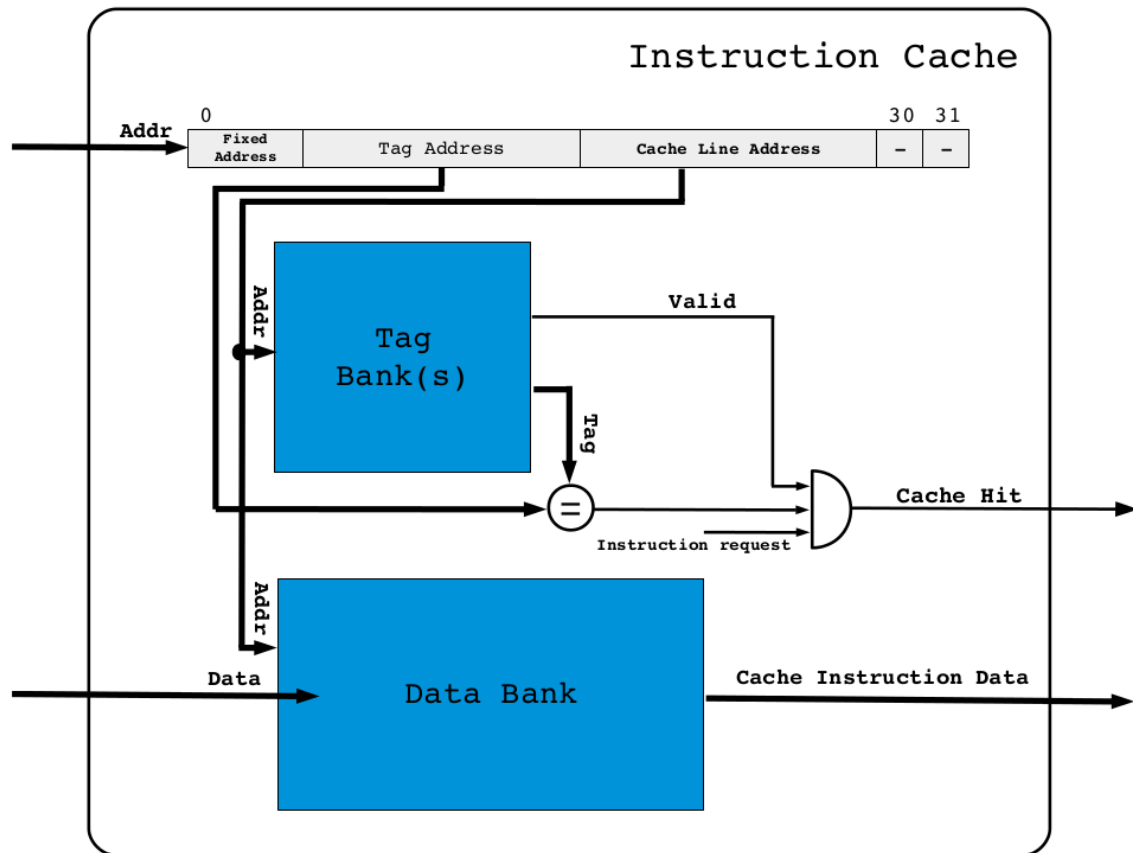 Instruction Cache
0
30
31
Addr
Fixed
Address
Tag Address
Cache Line Address
-
-
Addr
Tag
Bank(s)
Valid
Tag
=
Instruction request
Cache Hit
Addr
Data
Data Bank
Cache Instruction Data